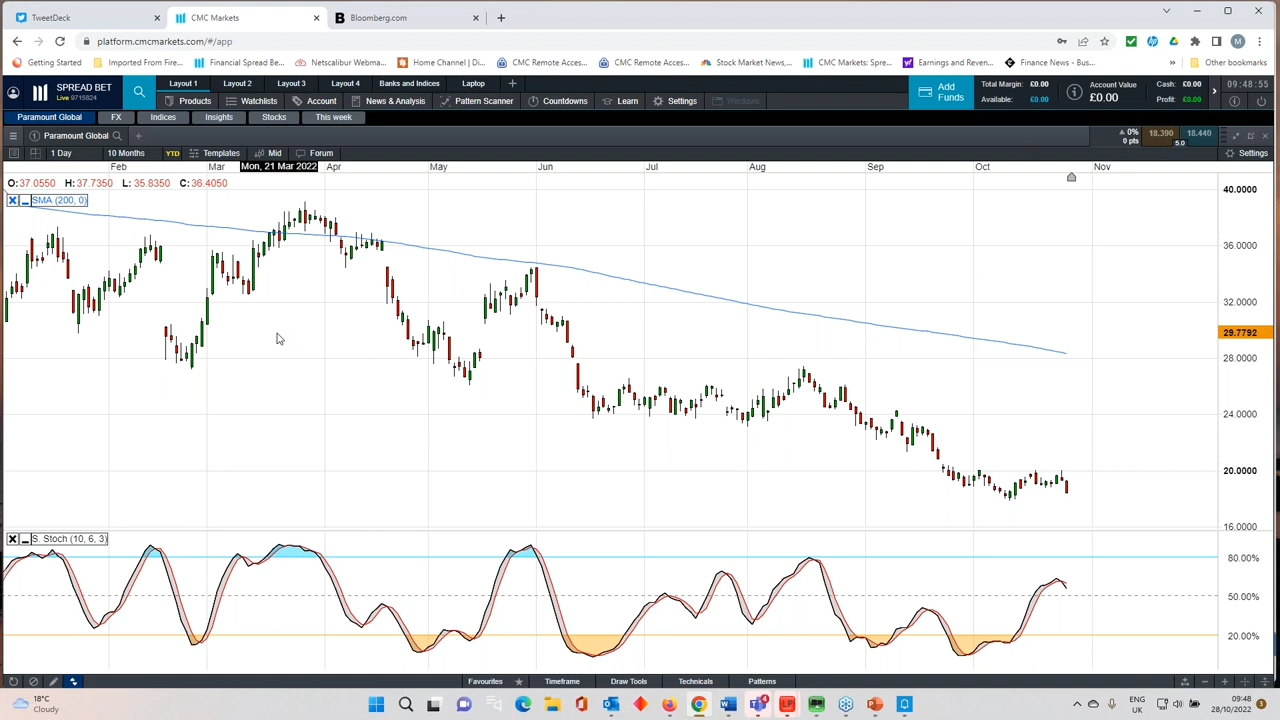 TweetDeck
CMC Markets
Bloomberg.com
platform.cmcmarkets.com/#/app
Getting Started
Imported From Fire...
Financial Spread Be...
Netscalibur Metafra...
Home Channel | Di...
CMC Remote Acces...
CMC Remote Acces...
Stock Market News,...
CMC Markets: Spre...
Earnings and Reven...
Finance News - Bus...
Other bookmarks
SPREAD BET
Live 9715824
Layout 1
Layout 2
Layout 3
Layout 4
Banks and Indices
Laptop
Add Funds
Total Margin: £0.00
Available: £0.00
Account Value
£0.00
Cash: £0.00
Profit: £0.00
09:48:55
Products
Watchlists
Account
News & Analysis
Pattern Scanner
Countdowns
Learn
Settings
Windows
Paramount Global
FX
Indices
Insights
Stocks
This week
Paramount Global
0%
0 pts
18.390
5.0
18.440
1 Day
10 Months
YTD
Templates
Mid
Forum
Settings
Feb
Mar
Mon, 21 Mar 2022
Apr
May
Jun
Jul
Aug
Sep
Oct
Nov
O:37.0550 H: 37.7350 L: 35.8350 C: 36.4050
SMA (200, 0)
40.0000
36.0000
32.0000
29.7792
28.0000
24.0000
20.0000
16.0000
S. Stoch (10, 6, 3)
80.00%
50.00%
20.00%
Favourites
Timeframe
Draw Tools
Technicals
Patterns
18°C
Cloudy
ENG
UK
09:48
28/10/2022